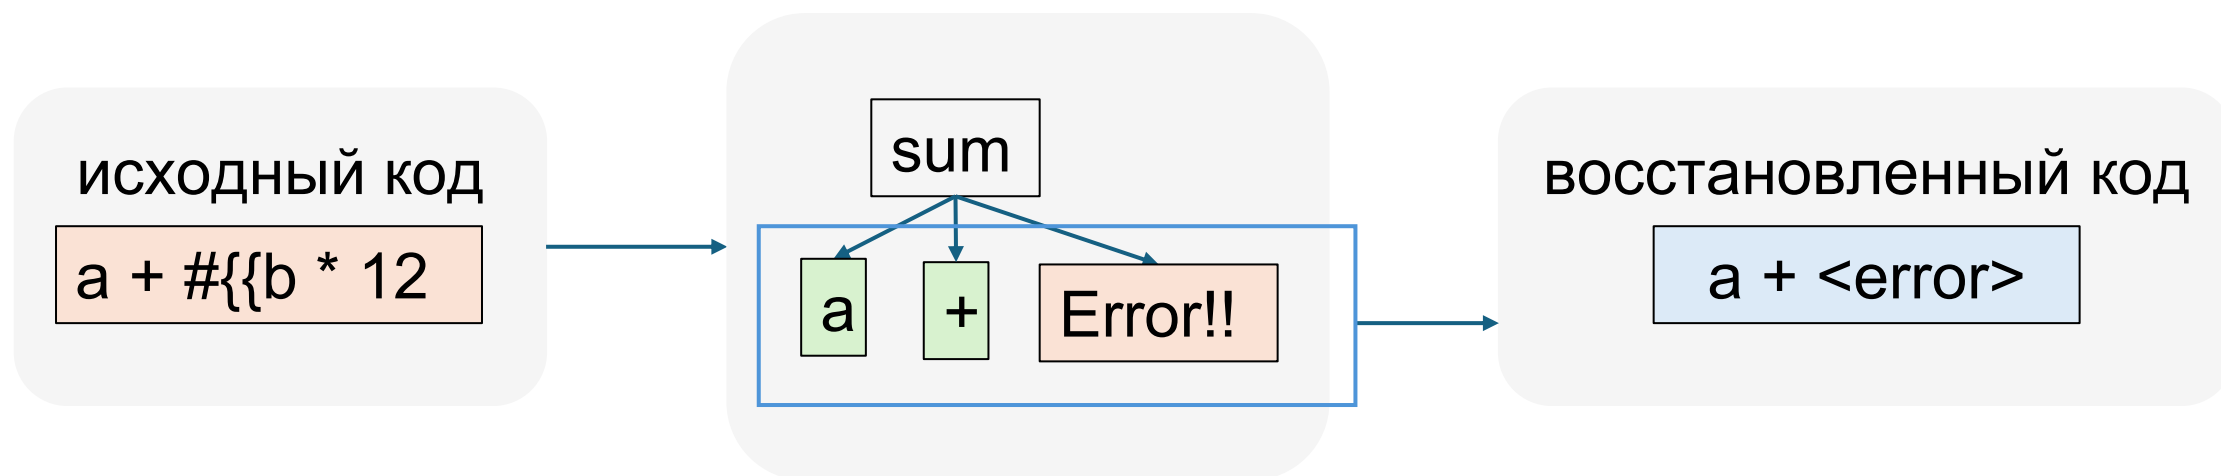 исходный код
a + #{{b * 12
sum
a
+
Error!!
восстановленный код
a + <error>